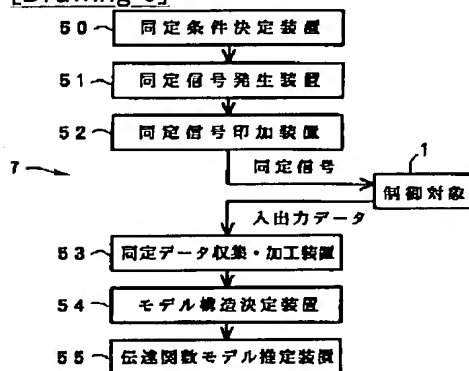 50 同定条件決定装置
51 同定信号発生装置
52 同定信号印加装置
7
同定信号
1
制御対象
入出力データ
53 同定データ収集・加工装置
54 モデル構造決定装置
55 伝達関数モデル推定装置